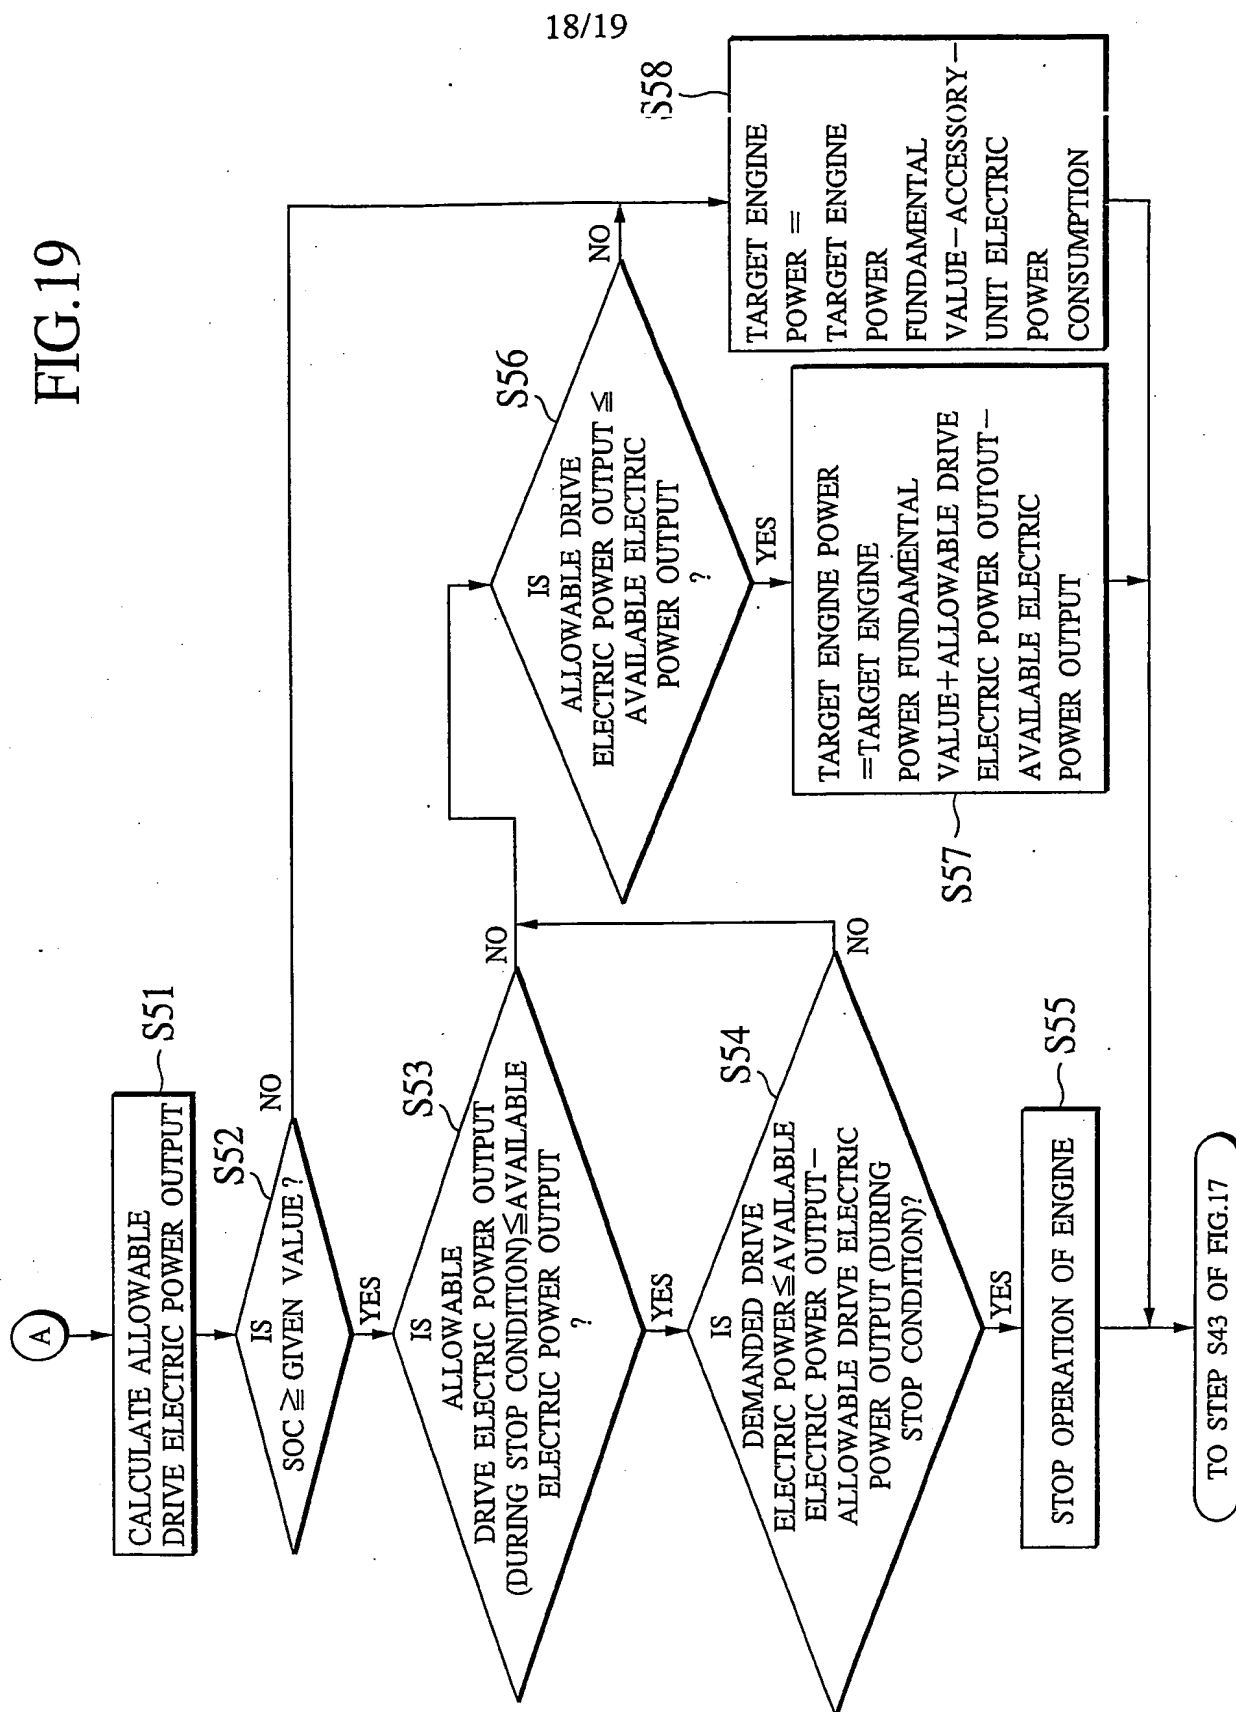 18/19
FIG.19
A
CALCULATE ALLOWABLE
DRIVE ELECTRIC POWER OUTPUT
S51
IS
SOC ≧ GIVEN VALUE ?
S52
NO
YES
IS
ALLOWABLE
DRIVE ELECTRIC POWER OUTPUT
(DURING STOP CONDITION)≦AVAILABLE
ELECTRIC POWER OUTPUT
?
S53
NO
YES
IS
DEMANDED DRIVE
ELECTRIC POWER≦AVAILABLE
ELECTRIC POWER OUTPUT−
ALLOWABLE DRIVE ELECTRIC
POWER OUTPUT (DURING
STOP CONDITION)?
S54
NO
YES
STOP OPERATION OF ENGINE
S55
TO STEP S43 OF FIG.17
IS
ALLOWABLE DRIVE
ELECTRIC POWER OUTPUT ≦
AVAILABLE ELECTRIC
POWER OUTPUT
?
S56
NO
YES
TARGET ENGINE POWER
=TARGET ENGINE
POWER FUNDAMENTAL
VALUE+ALLOWABLE DRIVE
ELECTRIC POWER OUTOUT−
AVAILABLE ELECTRIC
POWER OUTPUT
S57
TARGET ENGINE
POWER =
TARGET ENGINE
POWER
FUNDAMENTAL
VALUE−ACCESSORY−
UNIT ELECTRIC
POWER
CONSUMPTION
S58